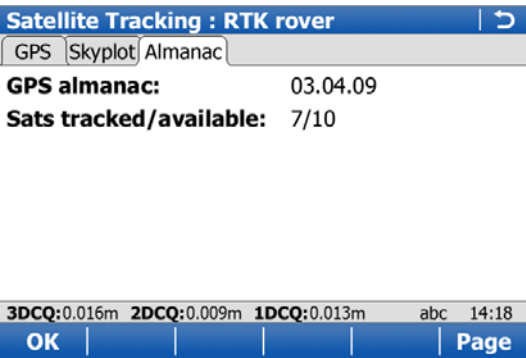 Satellite Tracking : RTK rover
GPS Skyplot Almanac
GPS almanac: 03.04.09
Sats tracked/available: 7/10
3DCQ:0.016m 2DCQ:0.009m 1DCQ:0.013m abc 14:18
OK Page